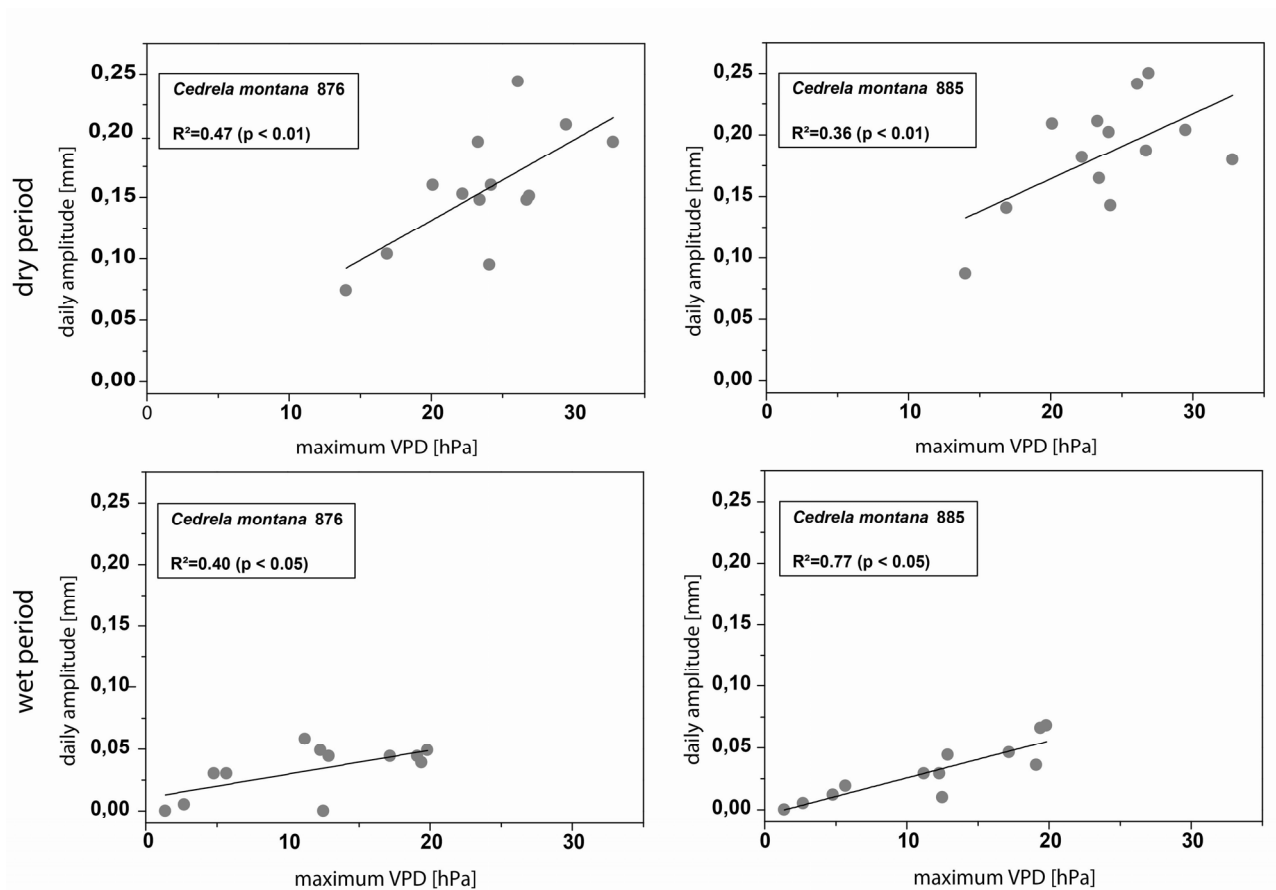 dry period
daily amplitude [mm]
0,25
0,20
0,15
0,10
0,05
0,00
Cedrela montana 876
R²=0.47 (p < 0.01)
0 10 20 30
maximum VPD [hPa]
daily amplitude [mm]
0,25
0,20
0,15
0,10
0,05
0,00
Cedrela montana 885
R²=0.36 (p < 0.01)
0 10 20 30
maximum VPD [hPa]
wet period
daily amplitude [mm]
0,25
0,20
0,15
0,10
0,05
0,00
Cedrela montana 876
R²=0.40 (p < 0.05)
0 10 20 30
maximum VPD [hPa]
daily amplitude [mm]
0,25
0,20
0,15
0,10
0,05
0,00
Cedrela montana 885
R²=0.77 (p < 0.05)
0 10 20 30
maximum VPD [hPa]